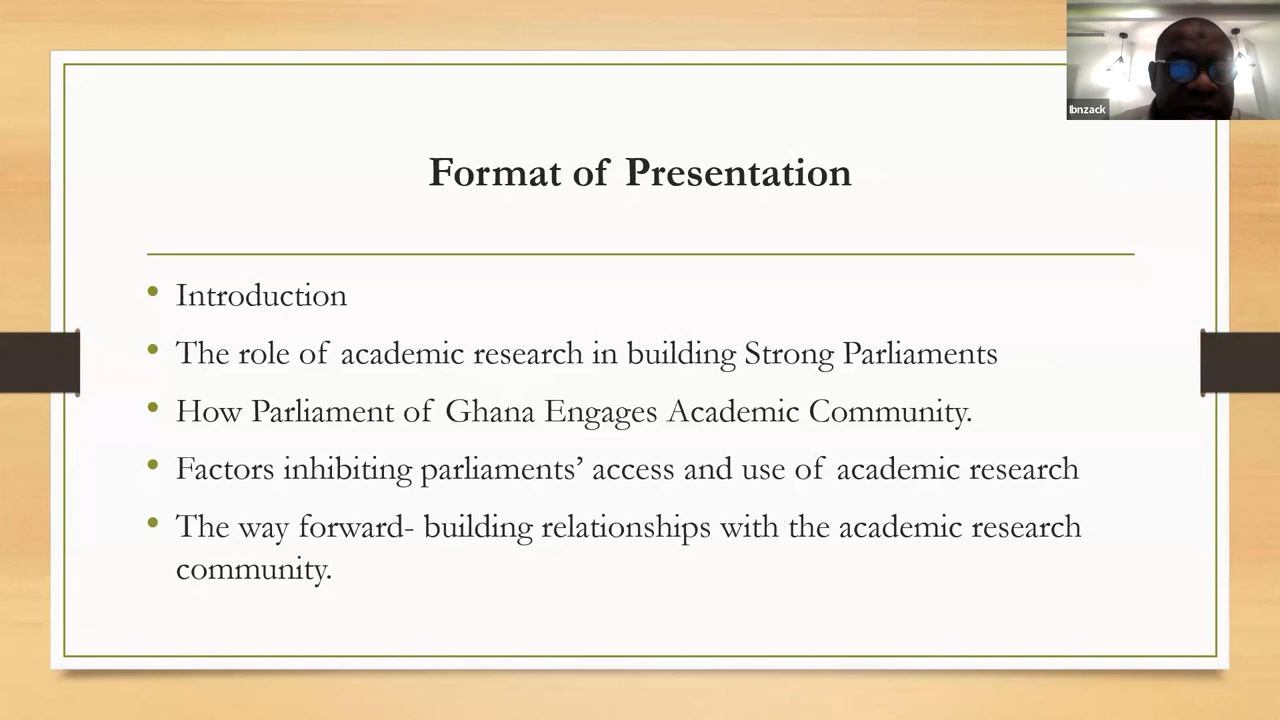 Ibnzack
Format of Presentation
• Introduction
• The role of academic research in building Strong Parliaments
• How Parliament of Ghana Engages Academic Community.
• Factors inhibiting parliaments’ access and use of academic research
• The way forward- building relationships with the academic research
community.